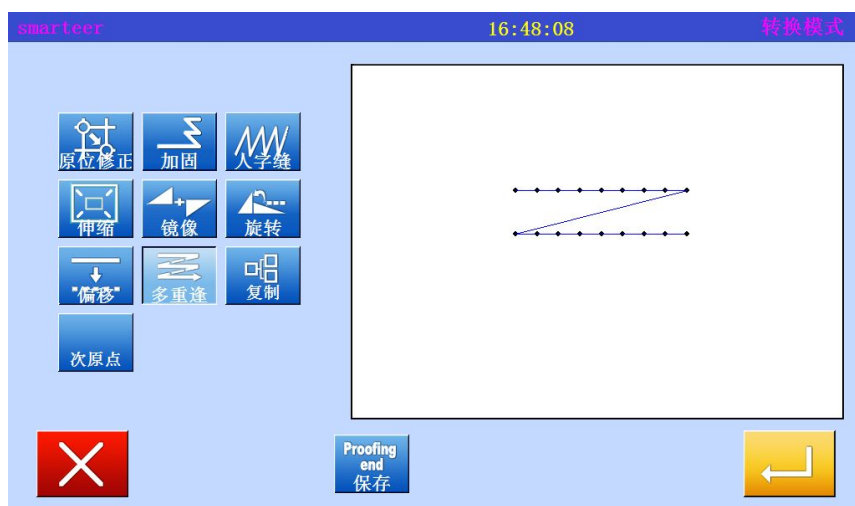 smarteer 16:48:08 转换模式
原位修正 加固 人字缝
伸缩 镜像 旋转
"偏移" 多重逢 复制
次原点
Proofing
end
保存